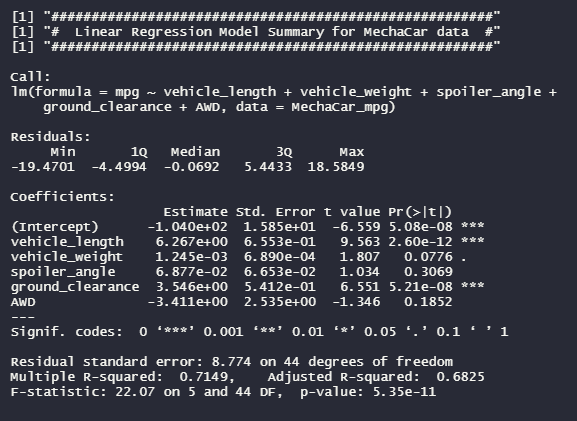 [1] "#######################################################"
[1] "#  Linear Regression Model Summary for MechaCar data  #"
[1] "#######################################################"
Call:
lm(formula = mpg ~ vehicle_length + vehicle_weight + spoiler_angle +
    ground_clearance + AWD, data = MechaCar_mpg)
Residuals:
     Min       1Q   Median       3Q      Max
-19.4701  -4.4994  -0.0692   5.4433  18.5849
Coefficients:
                   Estimate Std. Error t value Pr(>|t|)
(Intercept)      -1.040e+02  1.585e+01  -6.559 5.08e-08 ***
vehicle_length    6.267e+00  6.553e-01   9.563 2.60e-12 ***
vehicle_weight    1.245e-03  6.890e-04   1.807   0.0776 .
spoiler_angle     6.877e-02  6.653e-02   1.034   0.3069
ground_clearance  3.546e+00  5.412e-01   6.551 5.21e-08 ***
AWD              -3.411e+00  2.535e+00  -1.346   0.1852
---
Signif. codes:  0 ‘***’ 0.001 ‘**’ 0.01 ‘*’ 0.05 ‘.’ 0.1 ‘ ’ 1
Residual standard error: 8.774 on 44 degrees of freedom
Multiple R-squared:  0.7149,    Adjusted R-squared:  0.6825
F-statistic: 22.07 on 5 and 44 DF,  p-value: 5.35e-11